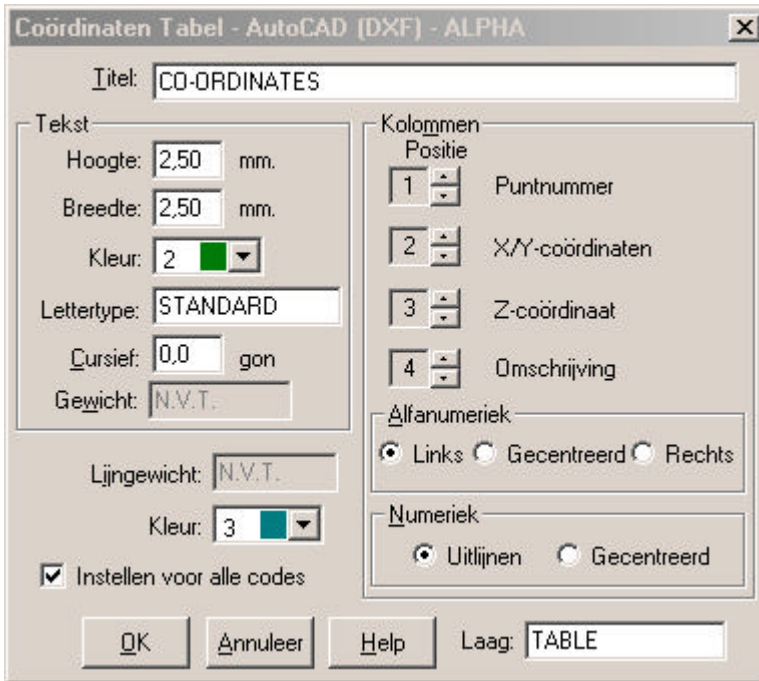 Coördinaten Tabel - AutoCAD (DXF) - ALPHA
Titel: CO-ORDINATES
Tekst
Hoogte: 2,50 mm.
Breedte: 2,50 mm.
Kleur: 2
Lettertype: STANDARD
Cursief: 0,0 gon
Gewicht: N.V.T.
Lijngewicht: N.V.T.
Kleur: 3
Instellen voor alle codes
Kolommen
Positie
1 Puntnummer
2 X/Y-coördinaten
3 Z-coördinaat
4 Omschrijving
Alfanumeriek
Links Gecentreerd Rechts
Numeriek
Uitlijnen Gecentreerd
OK Annuleer Help Laag: TABLE